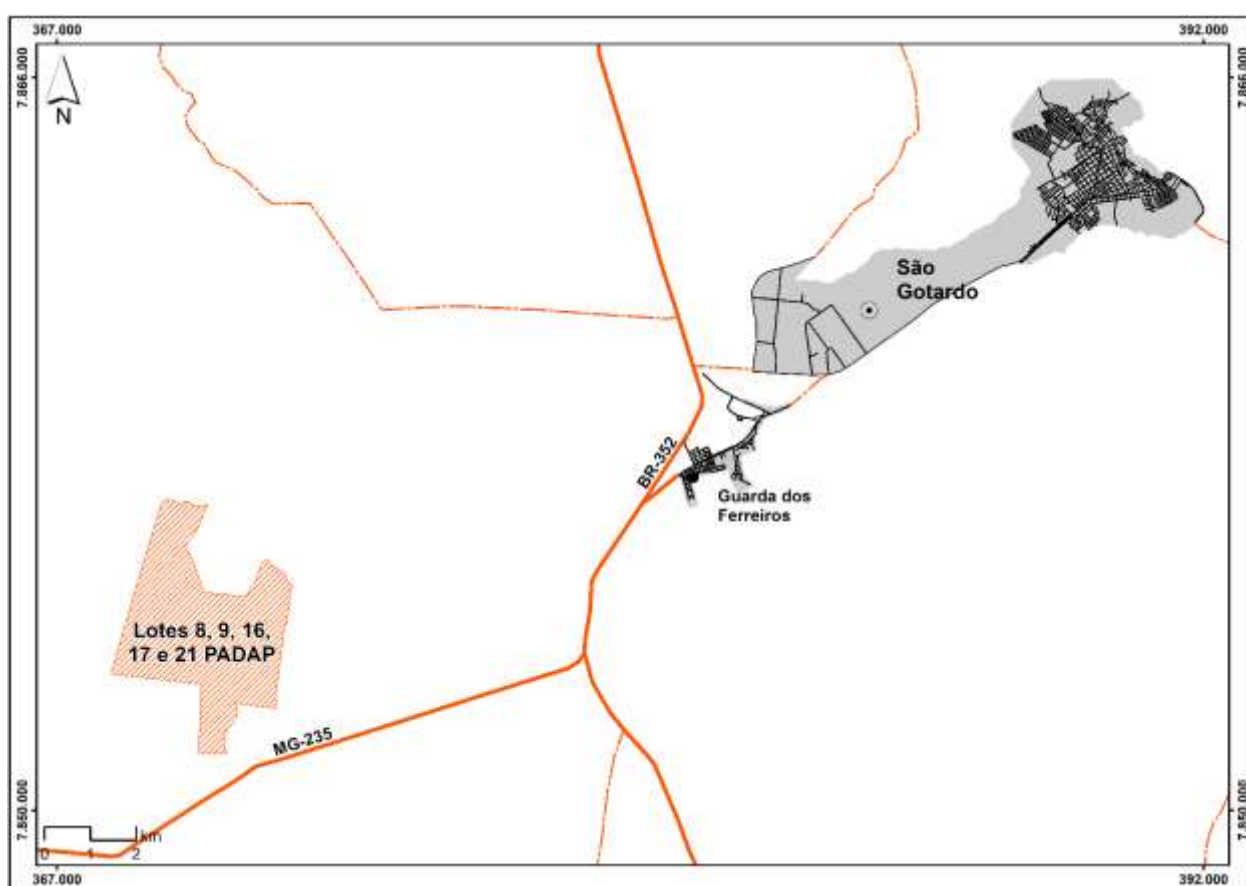 367.000
392.000
7.866.000
7.866.000
N
São
Gotardo
BR-352
Guarda dos
Ferreiros
Lotes 8, 9, 16,
17 e 21 PADAP
MG-235
7.850.000
7.850.000
km
0 1 2
367.000
392.000